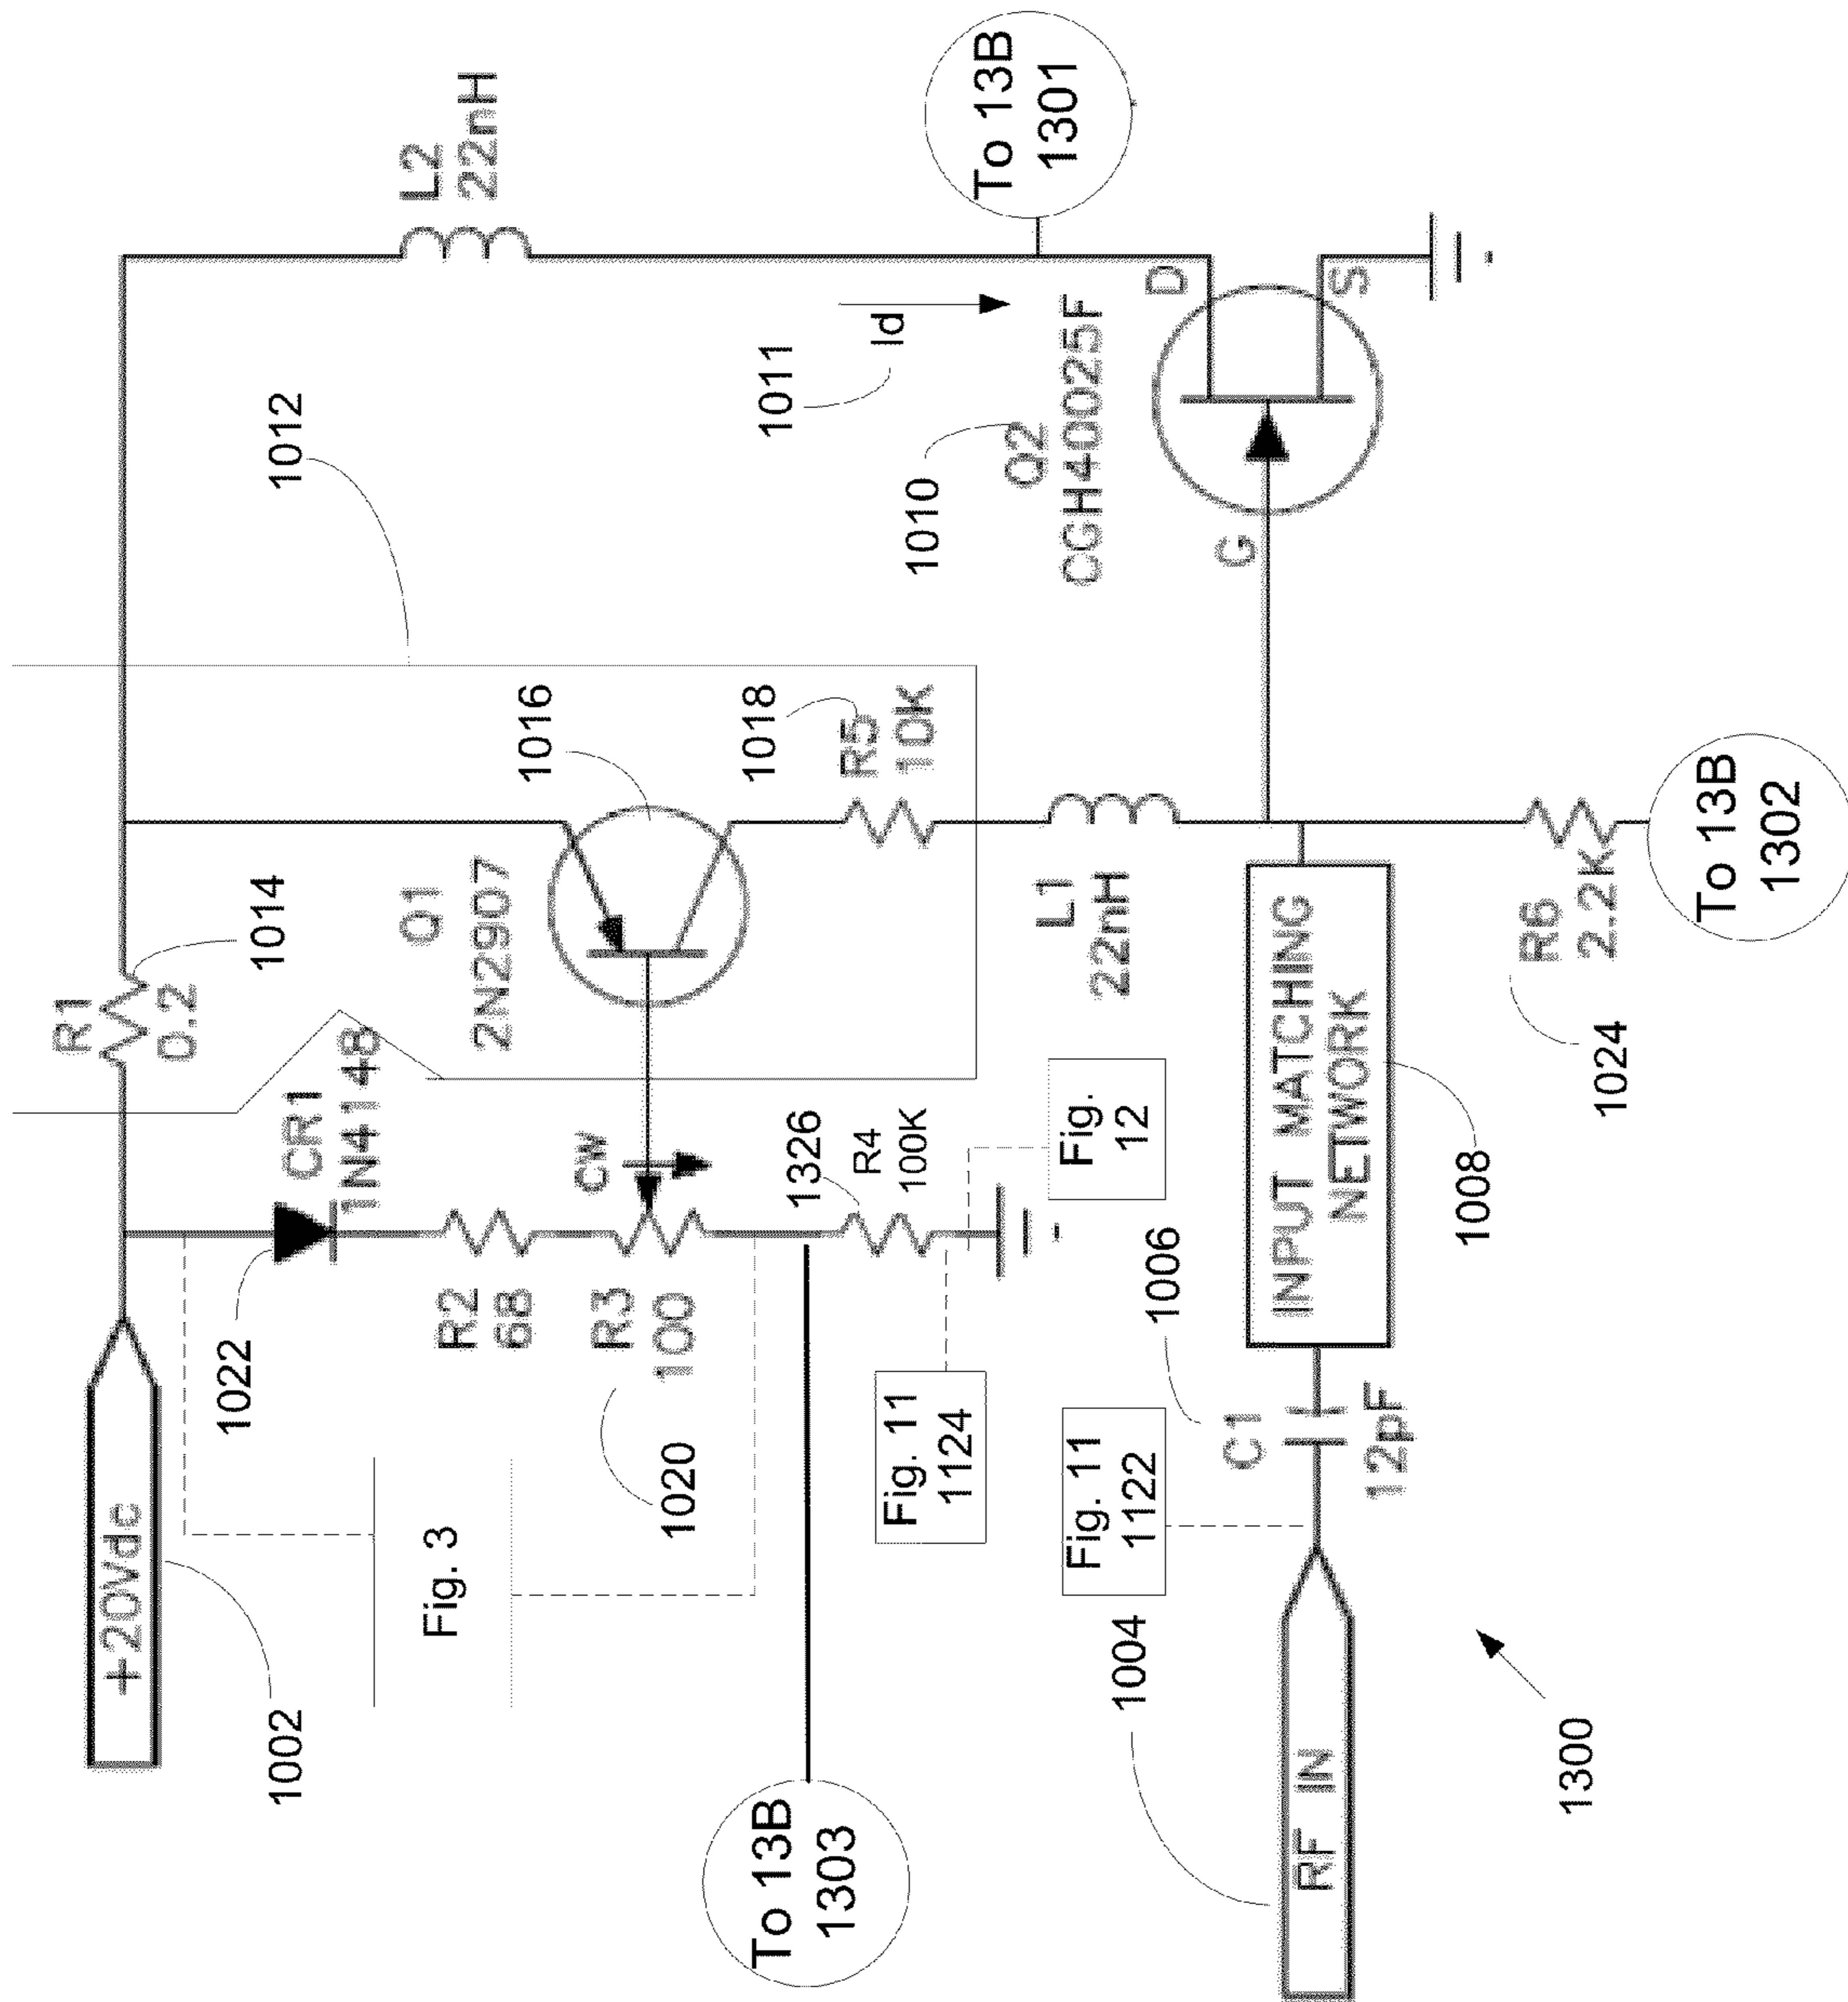 +20Vdc
1002
R1
0.2
1014
1012
L2
22nH
1022
CR1
1N4148
Q1
2N2907
1016
1011
Id
To 13B
1301
Fig. 3
R2
68
R3
100
1020
CW
1326
R4
100K
1018
R5
10K
1010
Q2
CGH40025F
D
S
G
To 13B
1303
Fig. 11
1124
Fig.
12
L1
22nH
1004
RF IN
Fig. 11
1122
1006
C1
12pF
INPUT MATCHING
NETWORK
1008
1024
R6
2.2K
To 13B
1302
1300